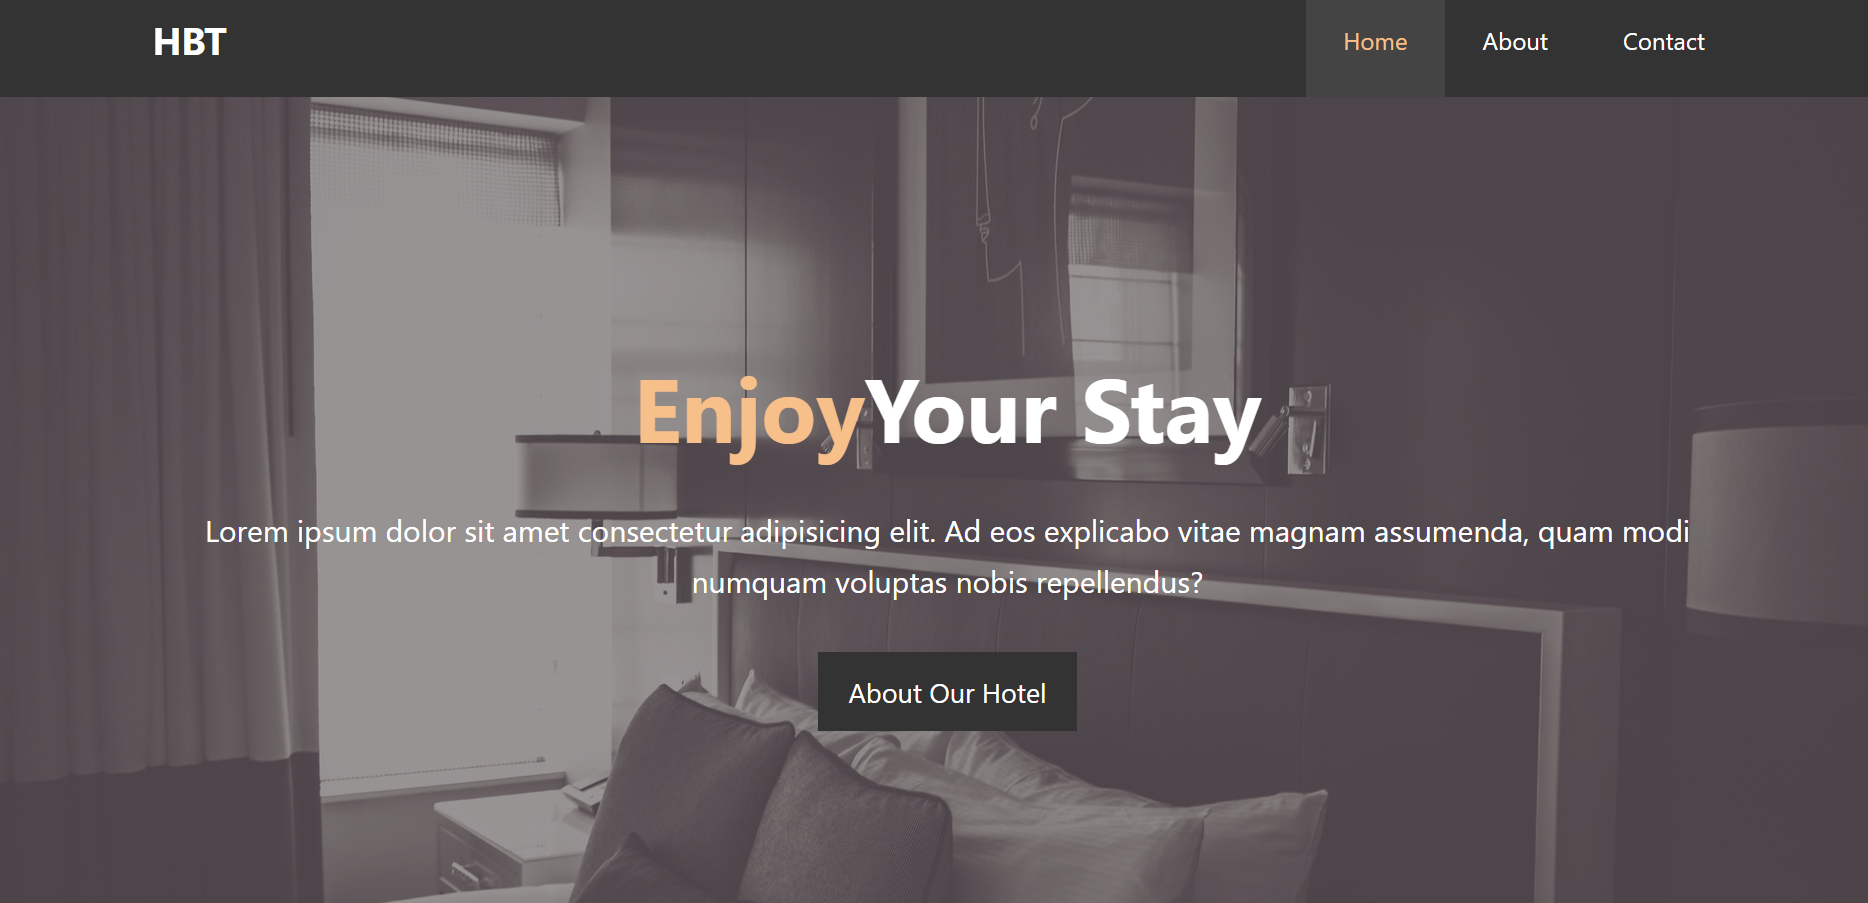 HBT
Home About Contact
EnjoyYour Stay
Lorem ipsum dolor sit amet consectetur adipisicing elit. Ad eos explicabo vitae magnam assumenda, quam modi
numquam voluptas nobis repellendus?
About Our Hotel